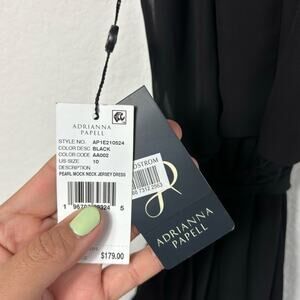 ADRIANNA
PAPELL
STYLE NO. AP1E210524
COLOR DESC BLACK
COLOR CODE AA002
US SIZE 10
DESCRIPTION
PEARL MOCK NECK JERSEY DRESS
$179.00
ADRIANNA
PAPELL